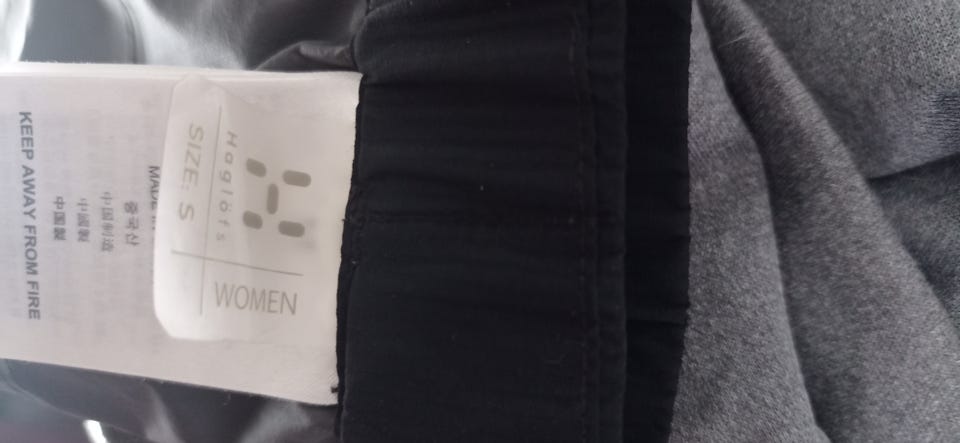 Haglöfs
WOMEN
SIZE: S
MADE IN
중국산
中国制造
中國製
中国製
KEEP AWAY FROM FIRE